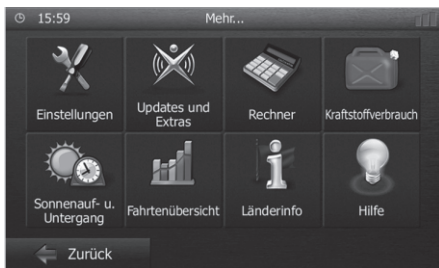 15:59 Mehr...
Einstellungen
Updates und
Extras
Rechner
Kraftstoffverbrauch
Sonnenauf- u.
Untergang
Fahrtenübersicht
Länderinfo
Hilfe
Zurück